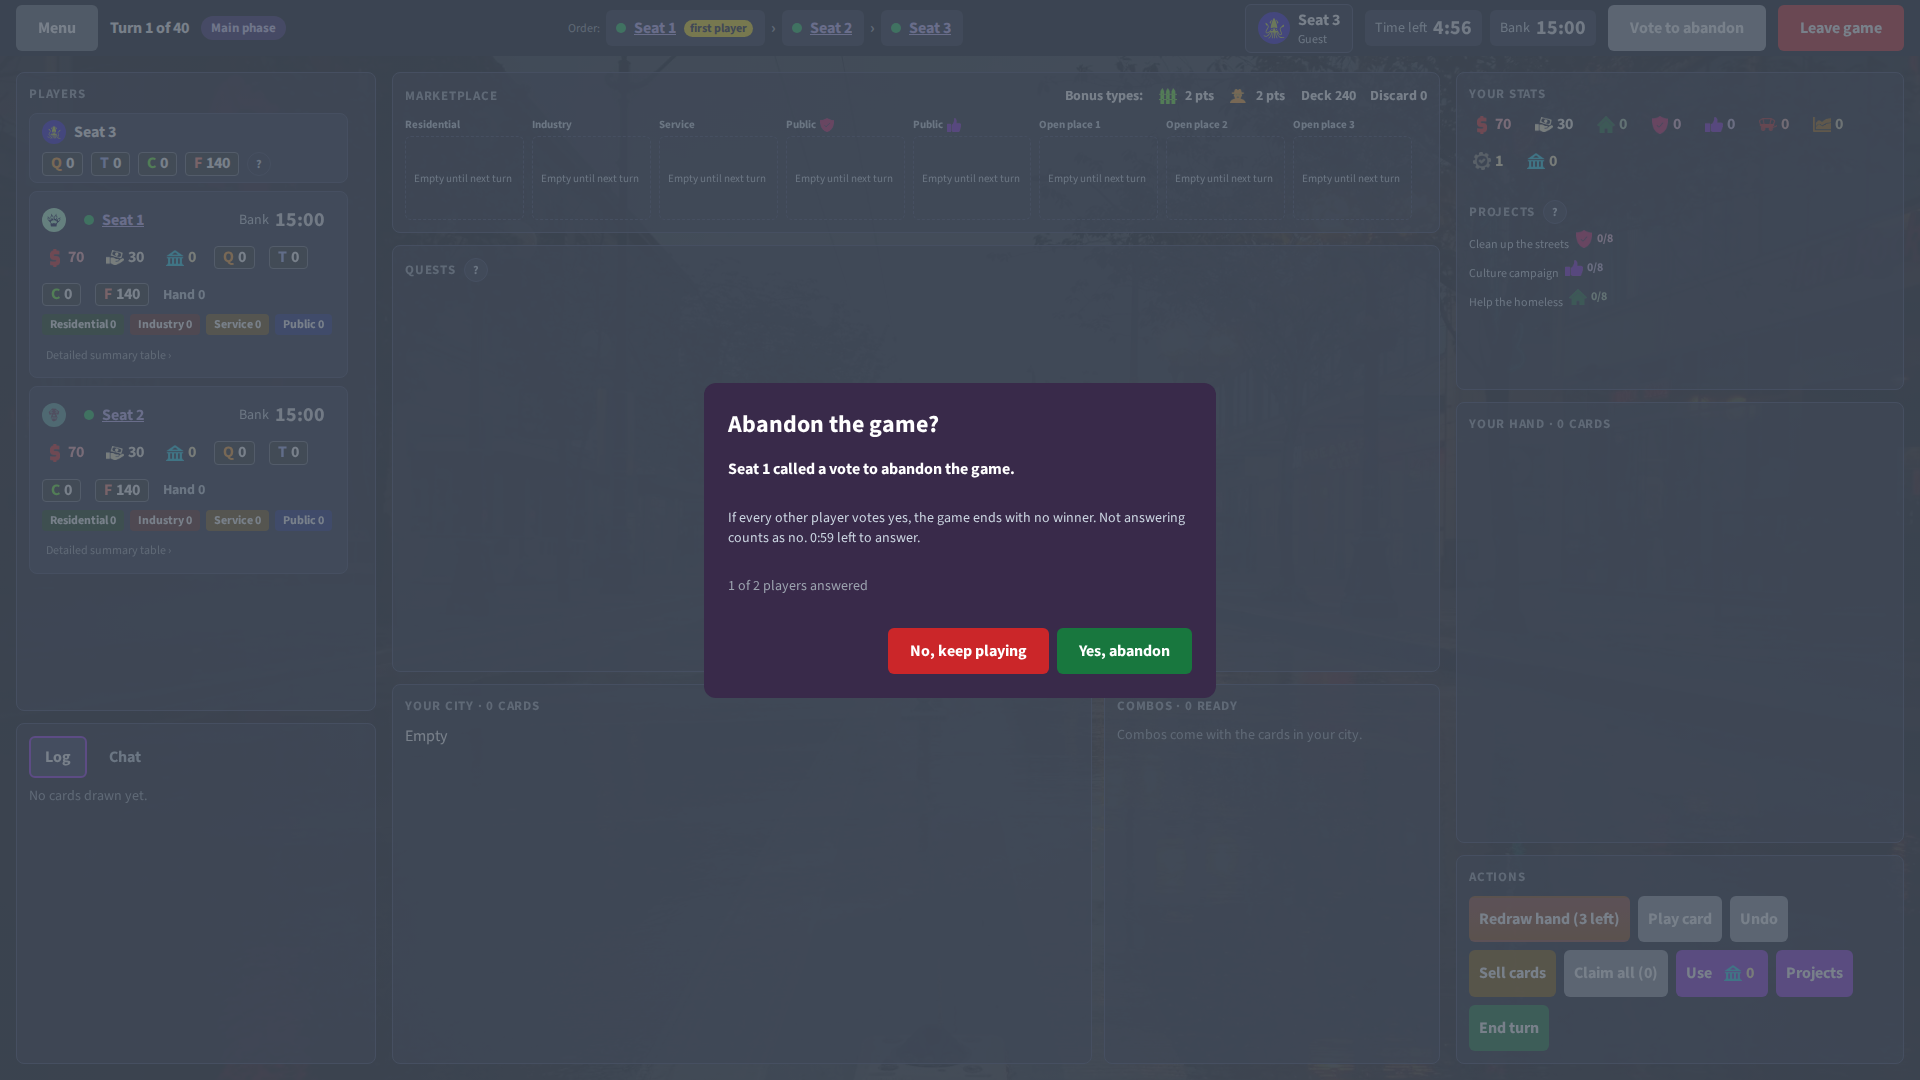 Menu
Turn 1 of 40
Main phase
Order:
Seat 1 first player › Seat 2 › Seat 3
Seat 3
Guest
Time left 4:56
Bank 15:00
Vote to abandon
Leave game
PLAYERS
Seat 3
Q 0 T 0 C 0 F 140 ?
Seat 1 Bank 15:00
70 30 0 Q 0 T 0
C 0 F 140 Hand 0
Residential 0 Industry 0 Service 0 Public 0
Detailed summary table ›
Seat 2 Bank 15:00
70 30 0 Q 0 T 0
C 0 F 140 Hand 0
Residential 0 Industry 0 Service 0 Public 0
Detailed summary table ›
Log Chat
No cards drawn yet.
MARKETPLACE
Bonus types: 2 pts 2 pts Deck 240 Discard 0
Residential Industry Service Public Public Open place 1 Open place 2 Open place 3
Empty until next turn Empty until next turn Empty until next turn Empty until next turn Empty until next turn Empty until next turn Empty until next turn Empty until next turn
QUESTS ?
Abandon the game?
Seat 1 called a vote to abandon the game.
If every other player votes yes, the game ends with no winner. Not answering
counts as no. 0:59 left to answer.
1 of 2 players answered
No, keep playing Yes, abandon
YOUR CITY · 0 CARDS
Empty
COMBOS · 0 READY
Combos come with the cards in your city.
YOUR STATS
$ 70 30 0 0 0 0 0
1 0
PROJECTS ?
Clean up the streets 0/8
Culture campaign 0/8
Help the homeless 0/8
YOUR HAND · 0 CARDS
ACTIONS
Redraw hand (3 left) Play card Undo
Sell cards Claim all (0) Use 0 Projects
End turn